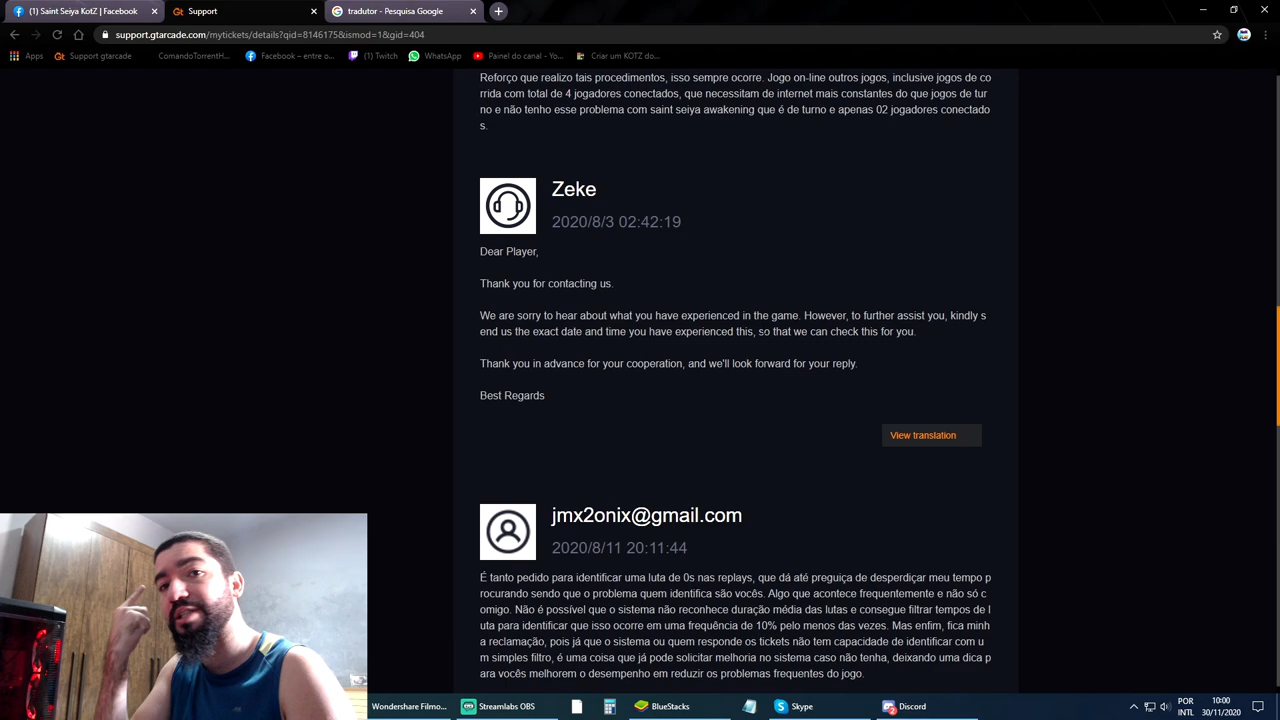 (1) Saint Seiya KotZ | Facebook
Support
tradutor - Pesquisa Google
support.gtarcade.com/mytickets/details?qid=8146175&ismod=1&gid=404
Apps
Support gtarcade
ComandoTorrentH...
Facebook – entre o...
(1) Twitch
WhatsApp
Painel do canal - Yo...
Criar um KOTZ do...
Reforço que realizo tais procedimentos, isso sempre ocorre. Jogo on-line outros jogos, inclusive jogos de co
rrida com total de 4 jogadores conectados, que necessitam de internet mais constantes do que jogos de tur
no e não tenho esse problema com saint seiya awakening que é de turno e apenas 02 jogadores conectado
s.
Zeke
2020/8/3 02:42:19
Dear Player,
Thank you for contacting us.
We are sorry to hear about what you have experienced in the game. However, to further assist you, kindly s
end us the exact date and time you have experienced this, so that we can check this for you.
Thank you in advance for your cooperation, and we'll look forward for your reply.
Best Regards
View translation
jmx2onix@gmail.com
2020/8/11 20:11:44
É tanto pedido para identificar uma luta de 0s nas replays, que dá até preguiça de desperdiçar meu tempo p
rocurando sendo que o problema quem identifica são vocês. Algo que acontece frequentemente e não só c
omigo. Não é possível que o sistema não reconhece duração média das lutas e consegue filtrar tempos de l
uta para identificar que isso ocorre em uma frequência de 10% pelo menos das vezes. Mas enfim, fica minh
a reclamação, pois já que o sistema ou quem responde os tickets não tem capacidade de identificar com u
m simples filtro, é uma coisa que já pode solicitar melhoria no sistema caso não tenha, deixando uma dica p
ara vocês melhorem o desempenho em reduzir os problemas frequentes do jogo.
Wondershare Filmo...
Streamlabs OBS
BlueStacks
Skype
Discord
POR
INTL
10:00
30/11/2020